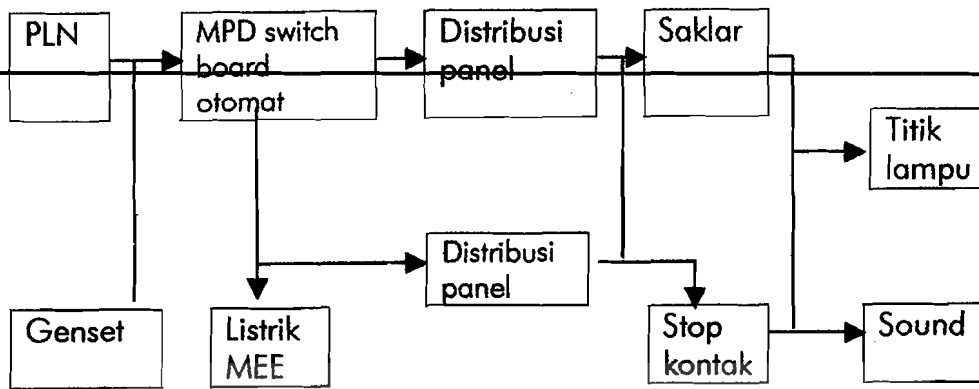 PLN
MPD switch
board
otomat
Distribusi
panel
Saklar
Titik
lampu
Distribusi
panel
Genset
Listrik
MEE
Stop
kontak
Sound